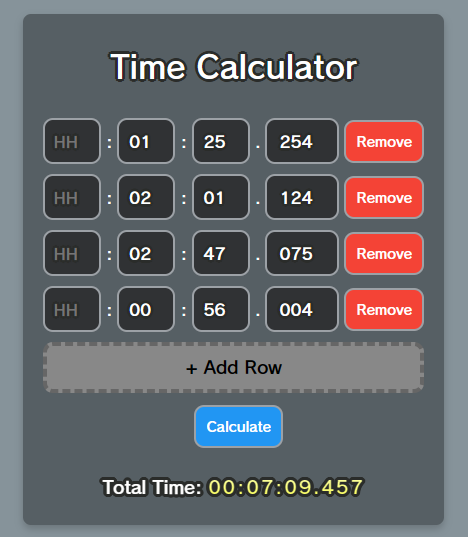 Time Calculator
HH : 01 : 25 . 254 Remove
HH : 02 : 01 . 124 Remove
HH : 02 : 47 . 075 Remove
HH : 00 : 56 . 004 Remove
+ Add Row
Calculate
Total Time: 00:07:09.457